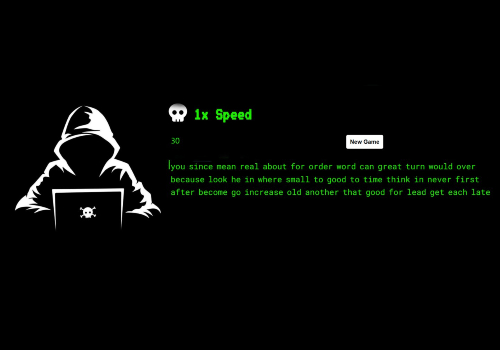 1x Speed
30
New Game
you since mean real about for order word can great turn would over
because look he in where small to good to time think in never first
after become go increase old another that good for lead get each late